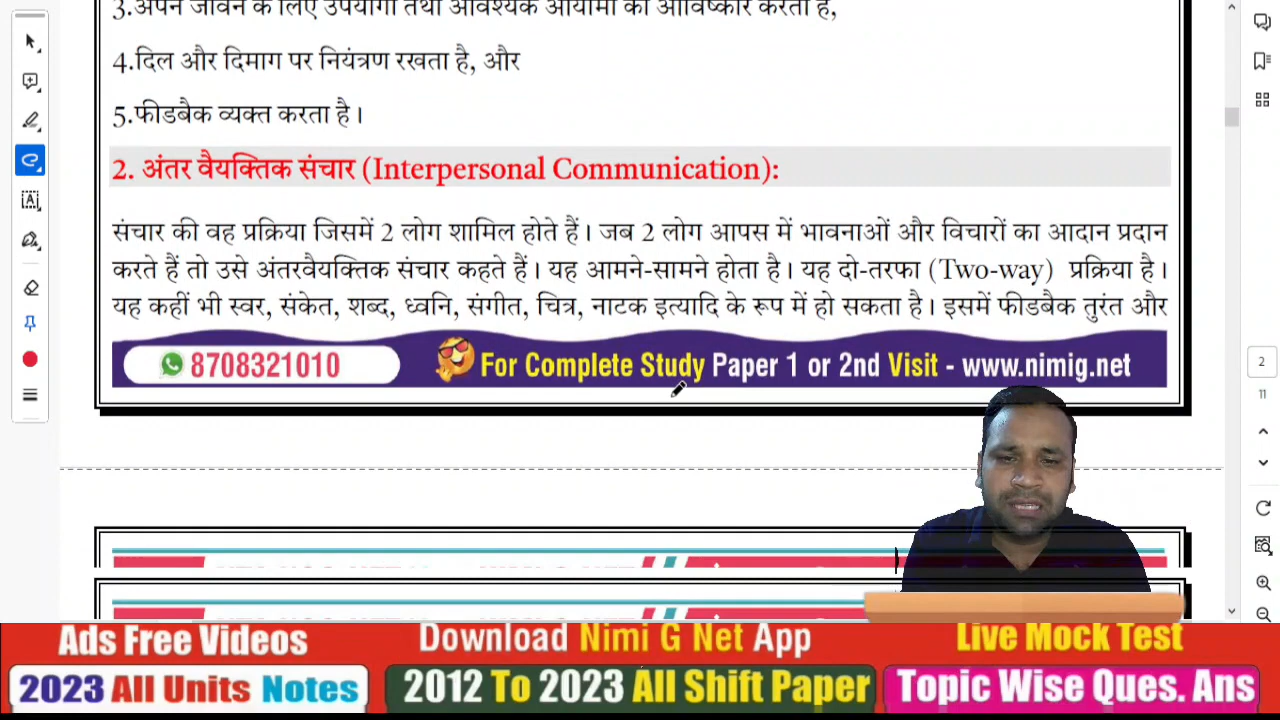 3.अपने जीवन के लिए उपयोगी तथा आवश्यक आयामों का आविष्कार करता है,
4.दिल और दिमाग पर नियंत्रण रखता है, और
5.फीडबैक व्यक्त करता है।
2. अंतर वैयक्तिक संचार (Interpersonal Communication):
संचार की वह प्रक्रिया जिसमें 2 लोग शामिल होते हैं। जब 2 लोग आपस में भावनाओं और विचारों का आदान प्रदान
करते हैं तो उसे अंतरवैयक्तिक संचार कहते हैं। यह आमने-सामने होता है। यह दो-तरफा (Two-way) प्रक्रिया है।
यह कहीं भी स्वर, संकेत, शब्द, ध्वनि, संगीत, चित्र, नाटक इत्यादि के रूप में हो सकता है। इसमें फीडबैक तुरंत और
8708321010 For Complete Study Paper 1 or 2nd Visit - www.nimig.net
2
11
Ads Free Videos Download Nimi G Net App Live Mock Test
2023 All Units Notes 2012 To 2023 All Shift Paper Topic Wise Ques. Ans